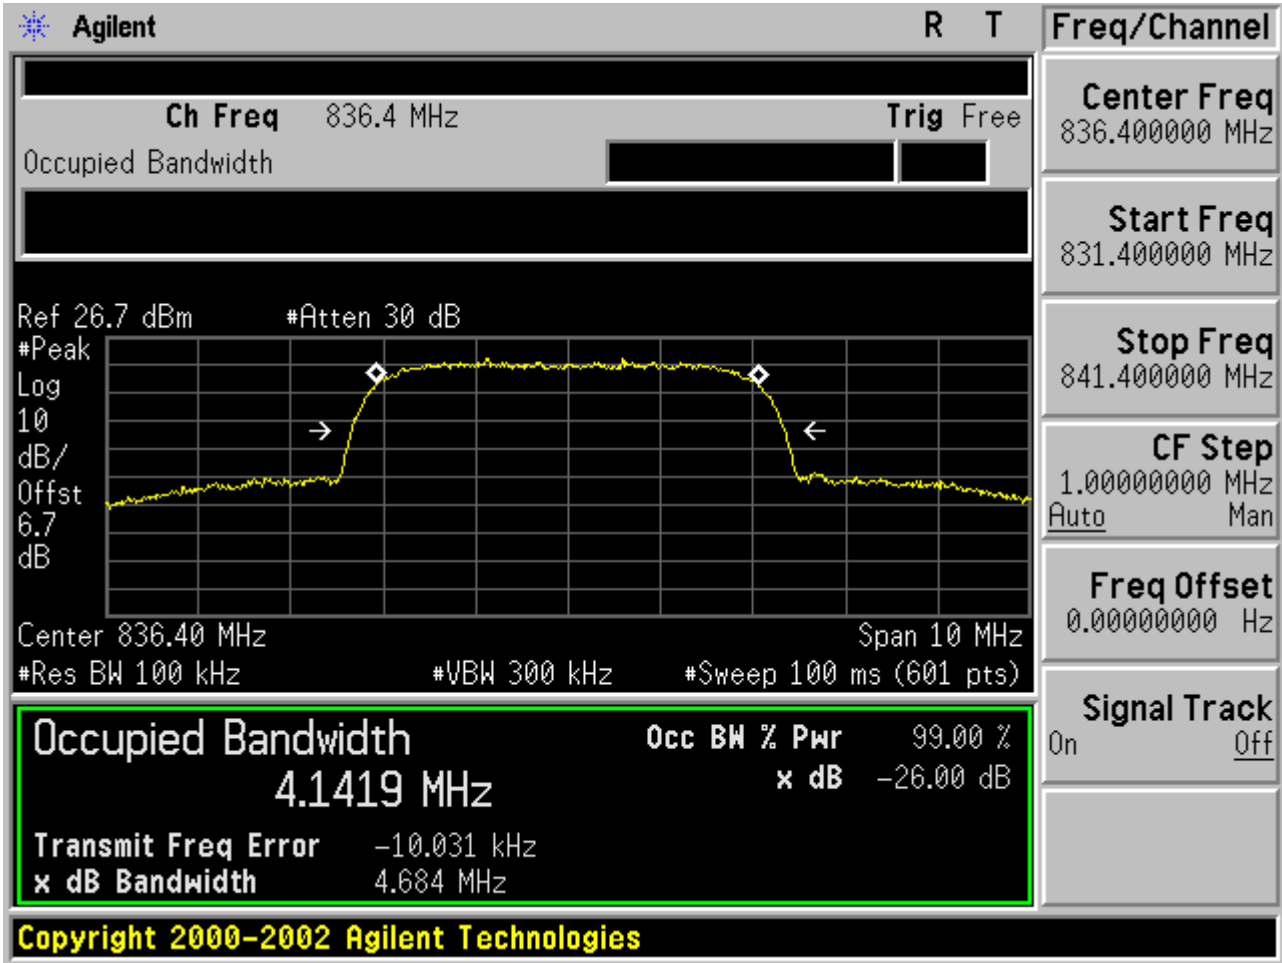 Agilent R T Freq/Channel
Ch Freq 836.4 MHz Trig Free
Occupied Bandwidth
Center Freq
836.400000 MHz
Start Freq
831.400000 MHz
Stop Freq
841.400000 MHz
CF Step
1.00000000 MHz
Auto Man
Freq Offset
0.00000000 Hz
Signal Track
On Off
Ref 26.7 dBm #Atten 30 dB
#Peak
Log
10
dB/
Offst
6.7
dB
Center 836.40 MHz Span 10 MHz
#Res BW 100 kHz #VBW 300 kHz #Sweep 100 ms (601 pts)
Occupied Bandwidth
4.1419 MHz
Occ BW % Pwr 99.00 %
x dB -26.00 dB
Transmit Freq Error -10.031 kHz
x dB Bandwidth 4.684 MHz
Copyright 2000-2002 Agilent Technologies